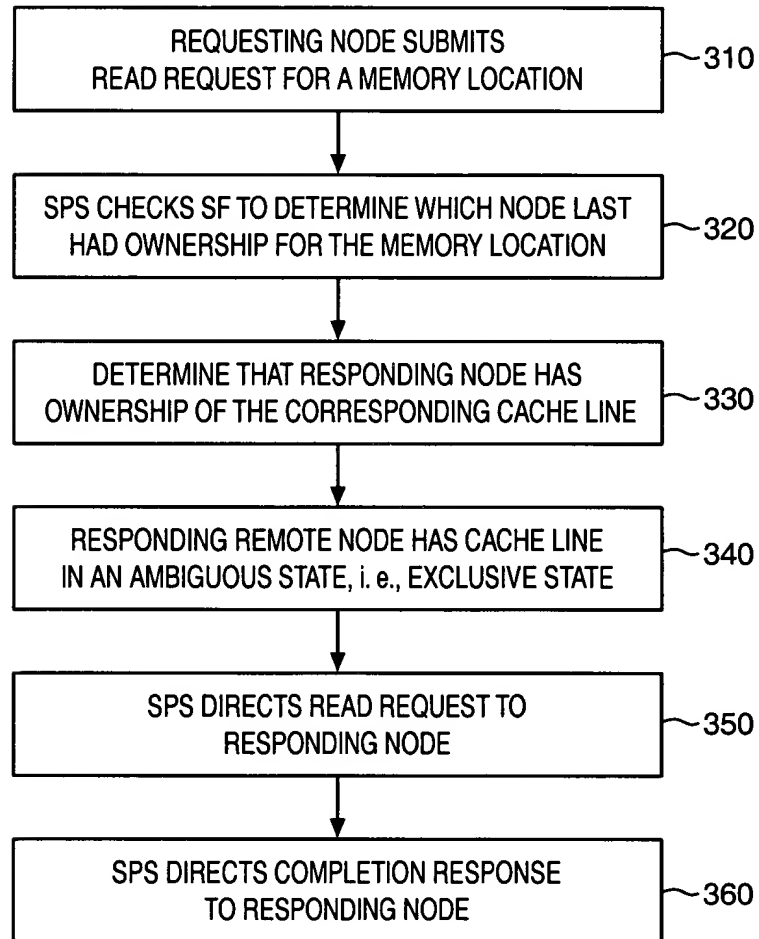 REQUESTING NODE SUBMITS
READ REQUEST FOR A MEMORY LOCATION
310
SPS CHECKS SF TO DETERMINE WHICH NODE LAST
HAD OWNERSHIP FOR THE MEMORY LOCATION
320
DETERMINE THAT RESPONDING NODE HAS
OWNERSHIP OF THE CORRESPONDING CACHE LINE
330
RESPONDING REMOTE NODE HAS CACHE LINE
IN AN AMBIGUOUS STATE, i. e., EXCLUSIVE STATE
340
SPS DIRECTS READ REQUEST TO
RESPONDING NODE
350
SPS DIRECTS COMPLETION RESPONSE
TO RESPONDING NODE
360